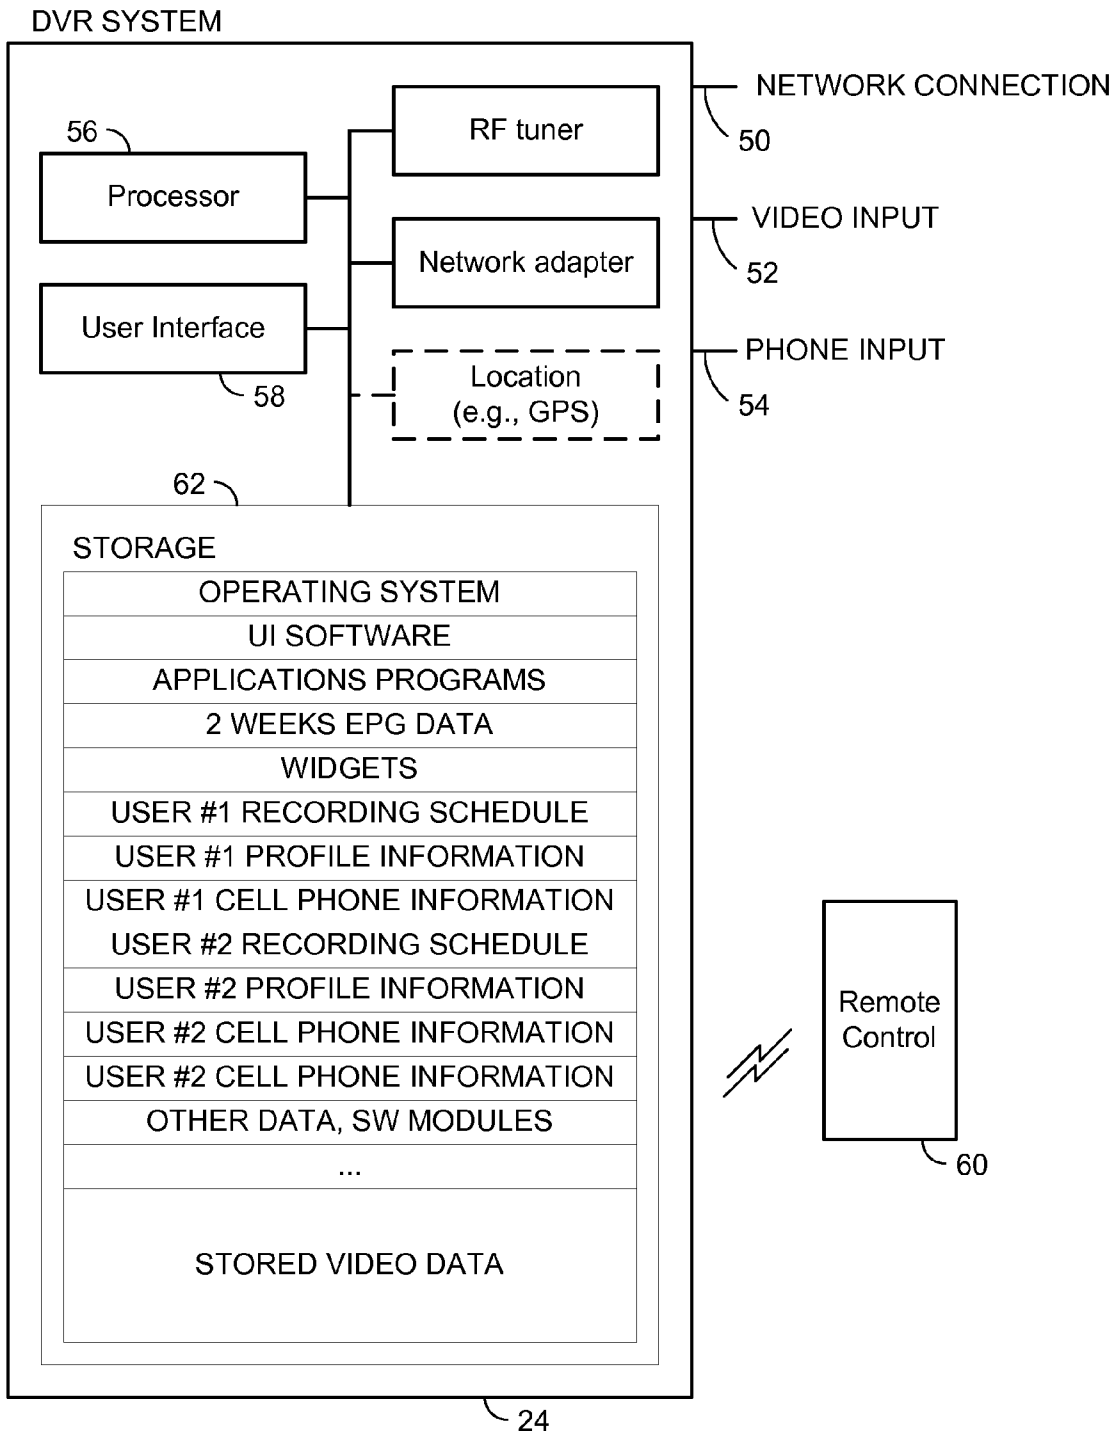 DVR SYSTEM
NETWORK CONNECTION
50
RF tuner
56
Processor
VIDEO INPUT
52
Network adapter
User Interface
58
PHONE INPUT
54
Location
(e.g., GPS)
62
STORAGE
OPERATING SYSTEM
UI SOFTWARE
APPLICATIONS PROGRAMS
2 WEEKS EPG DATA
WIDGETS
USER #1 RECORDING SCHEDULE
USER #1 PROFILE INFORMATION
USER #1 CELL PHONE INFORMATION
USER #2 RECORDING SCHEDULE
USER #2 PROFILE INFORMATION
USER #2 CELL PHONE INFORMATION
USER #2 CELL PHONE INFORMATION
OTHER DATA, SW MODULES
...
STORED VIDEO DATA
Remote
Control
60
24